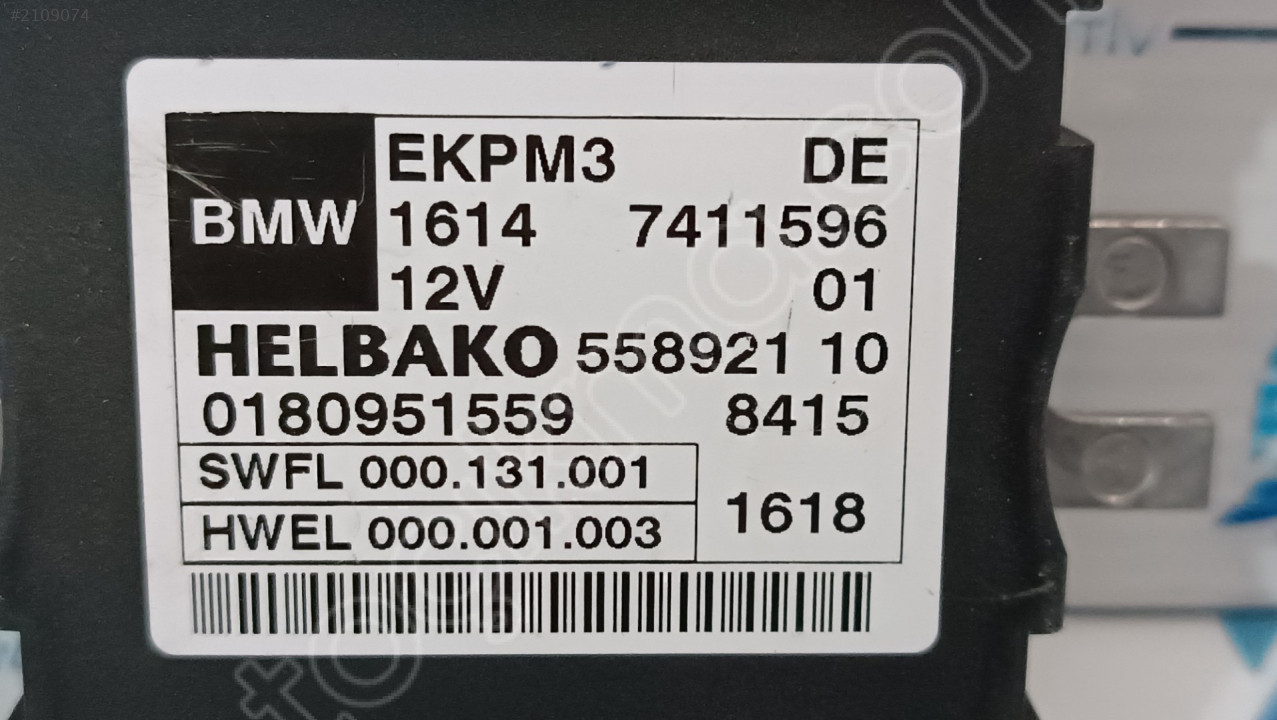 #2109074
EKPM3 DE
BMW 1614 7411596
12V 01
HELBAKO 558921 10
0180951559 8415
SWFL 000.131.001
1618
HWEL 000.001.003